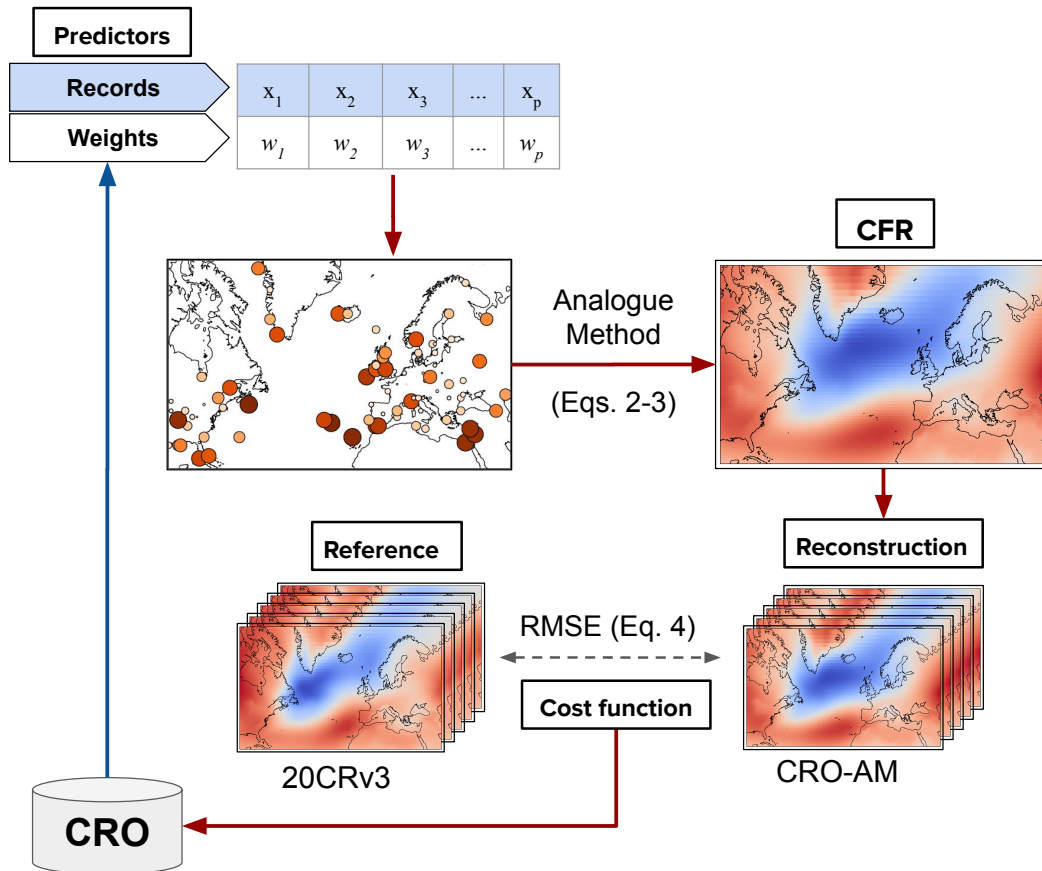 Predictors
Records
x1 x2 x3 ... xp
Weights
w1 w2 w3 ... wp
CFR
Analogue
Method
(Eqs. 2-3)
Reference
Reconstruction
RMSE (Eq. 4)
Cost function
20CRv3
CRO-AM
CRO